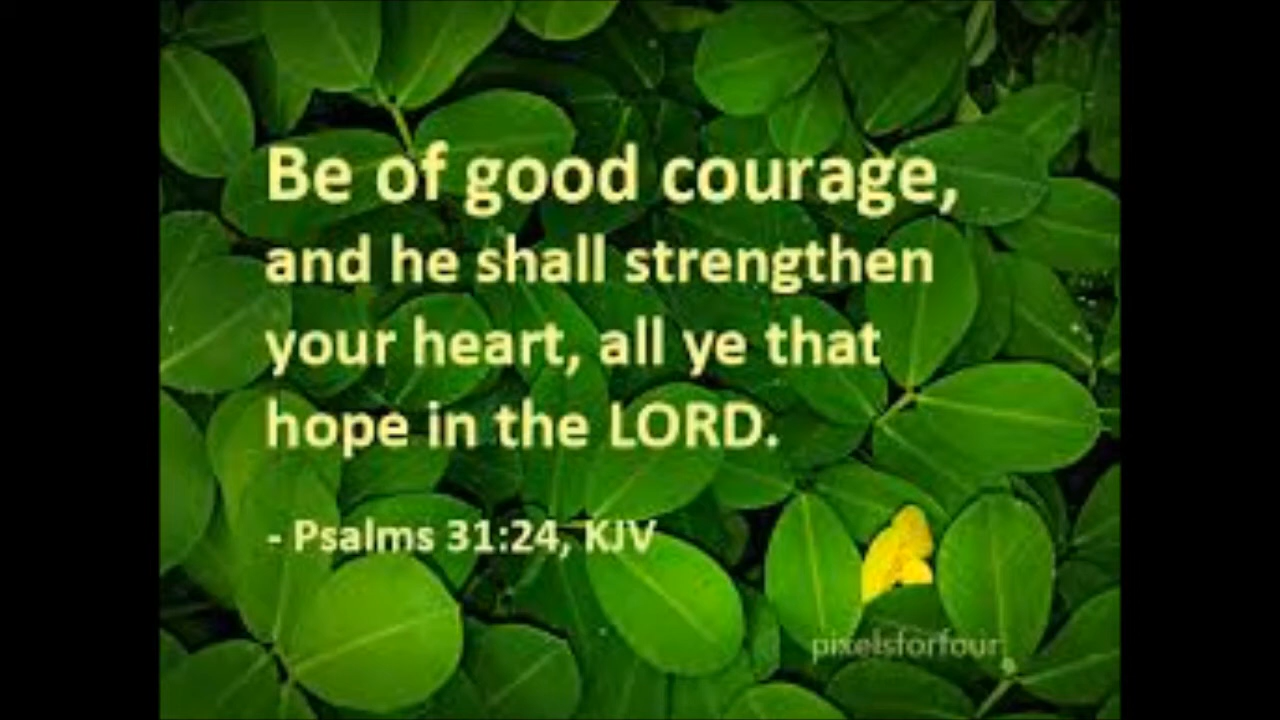 Be of good courage,
and he shall strengthen
your heart, all ye that
hope in the LORD.
- Psalms 31:24, KJV
pixelsforfour